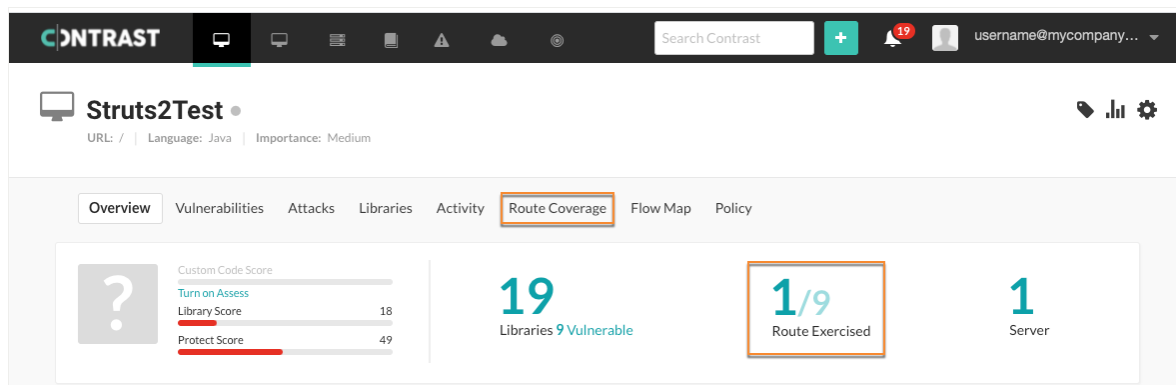 CONTRAST
Search Contrast
+
19
username@mycompany...
Struts2Test
URL: / | Language: Java | Importance: Medium
Overview Vulnerabilities Attacks Libraries Activity Route Coverage Flow Map Policy
?
Custom Code Score
Turn on Assess
Library Score 18
Protect Score 49
19
Libraries 9 Vulnerable
1/9
Route Exercised
1
Server